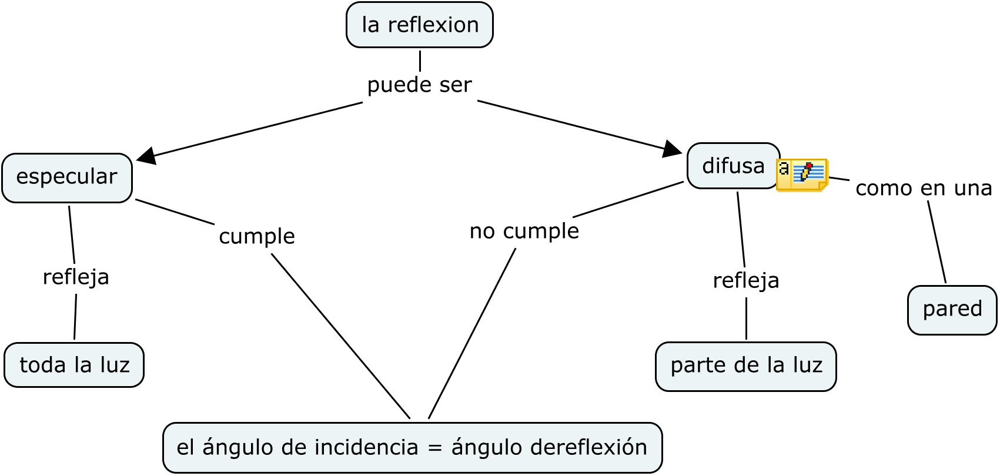 la reflexion
puede ser
especular
difusa
a
como en una
cumple
no cumple
refleja
refleja
pared
toda la luz
parte de la luz
el ángulo de incidencia = ángulo dereflexión